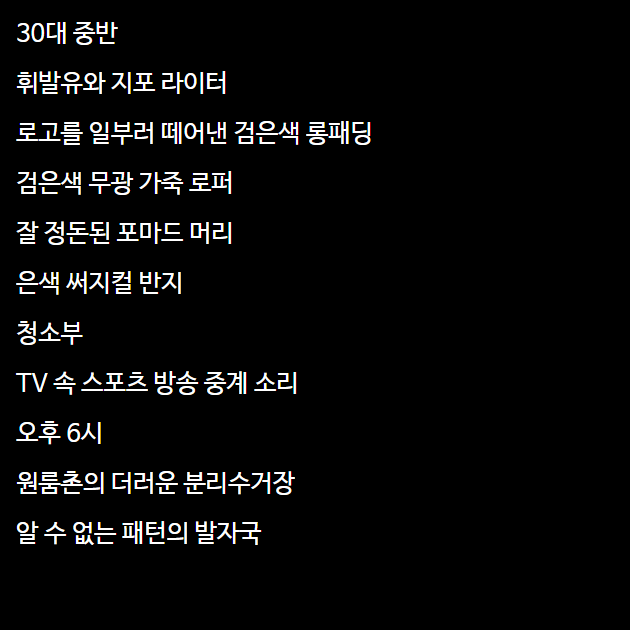 30대 중반
휘발유와 지포 라이터
로고를 일부러 떼어낸 검은색 롱패딩
검은색 무광 가죽 로퍼
잘 정돈된 포마드 머리
은색 써지컬 반지
청소부
TV 속 스포츠 방송 중계 소리
오후 6시
원룸촌의 더러운 분리수거장
알 수 없는 패턴의 발자국